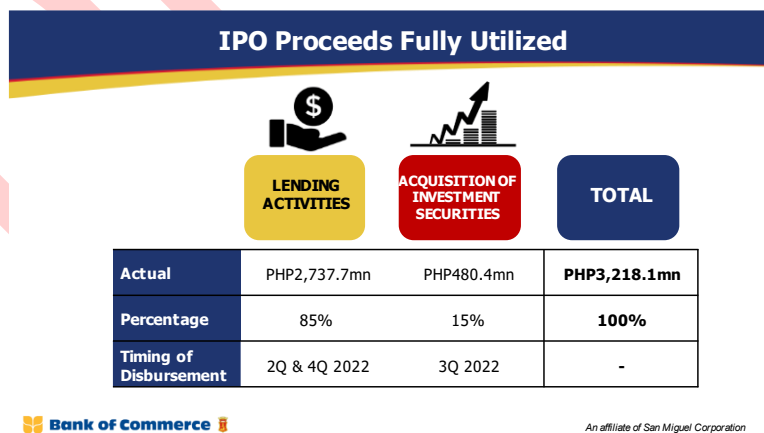 IPO Proceeds Fully Utilized
$
LENDING
ACTIVITIES
ACQUISITION OF
INVESTMENT
SECURITIES
TOTAL
Actual PHP2,737.7mn PHP480.4mn PHP3,218.1mn
Percentage 85% 15% 100%
Timing of
Disbursement 2Q & 4Q 2022 3Q 2022 -
Bank of Commerce
An affiliate of San Miguel Corporation